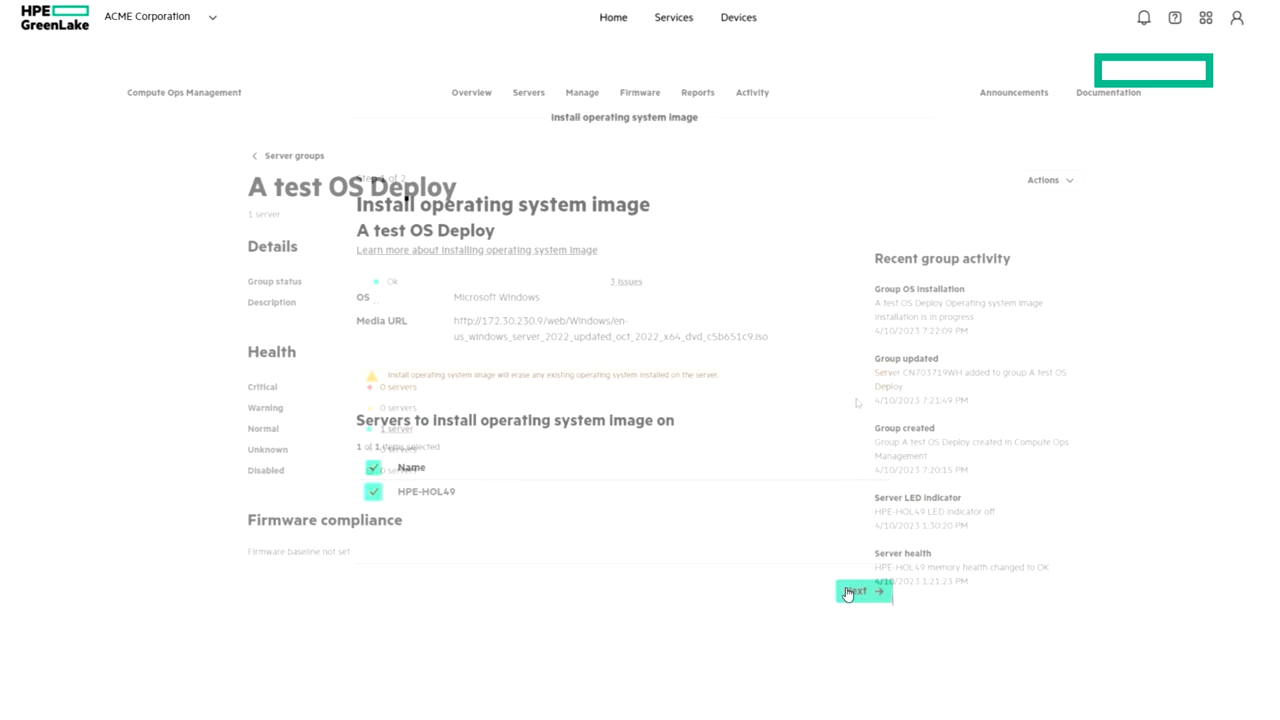 HPE
GreenLake
ACME Corporation
Home
Services
Devices
Compute Ops Management
Overview
Servers
Manage
Firmware
Reports
Activity
Announcements
Documentation
Install operating system image
Server groups
A test OS Deploy
Actions
1 server
Step 1 of 2
Install operating system image
A test OS Deploy
Learn more about installing operating system image
Details
Group status
Ok
3 Issues
Description
OS
Microsoft Windows
Media URL
http://172.30.230.9/web/Windows/en-
us_windows_server_2022_updated_oct_2022_x64_dvd_c5b651c9.iso
Health
Install operating system image will erase any existing operating system installed on the server.
Critical
0 servers
Warning
0 servers
Servers to install operating system image on
Normal
1 server
Unknown
1 of 1 items selected
Disabled
Name
HPE-HOL49
Firmware compliance
Firmware baseline not set
Next
Recent group activity
Group OS installation
A test OS Deploy Operating system image
installation is in progress
4/10/2023 7:22:09 PM
Group updated
Server CN703719WH added to group A test OS
Deploy
4/10/2023 7:21:49 PM
Group created
Group A test OS Deploy created in Compute Ops
Management
4/10/2023 7:20:15 PM
Server LED indicator
HPE-HOL49 LED indicator off
4/10/2023 1:30:20 PM
Server health
HPE-HOL49 memory health changed to OK
4/10/2023 1:21:23 PM